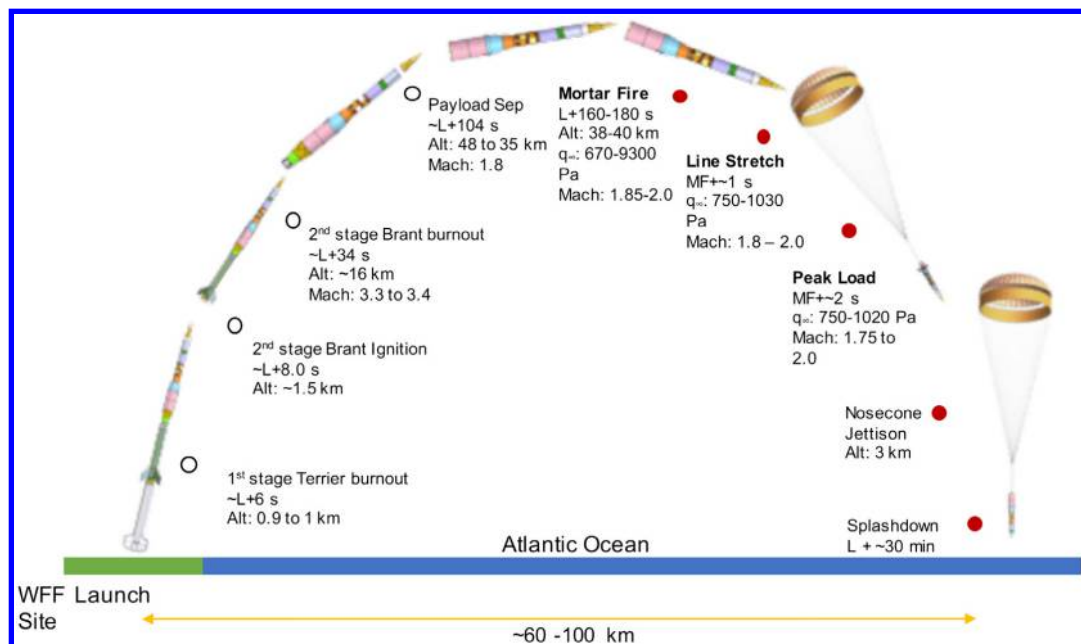 Payload Sep
~L+104 s
Alt: 48 to 35 km
Mach: 1.8
Mortar Fire
L+160-180 s
Alt: 38-40 km
q∞: 670-9300
Pa
Mach: 1.85-2.0
Line Stretch
MF+~1 s
q∞: 750-1030
Pa
Mach: 1.8 – 2.0
2nd stage Brant burnout
~L+34 s
Alt: ~16 km
Mach: 3.3 to 3.4
Peak Load
MF+~2 s
q∞: 750-1020 Pa
Mach: 1.75 to
2.0
2nd stage Brant Ignition
~L+8.0 s
Alt: ~1.5 km
Nosecone
Jettison
Alt: 3 km
1st stage Terrier burnout
~L+6 s
Alt: 0.9 to 1 km
Splashdown
L + ~30 min
Atlantic Ocean
WFF Launch
Site
~60 -100 km